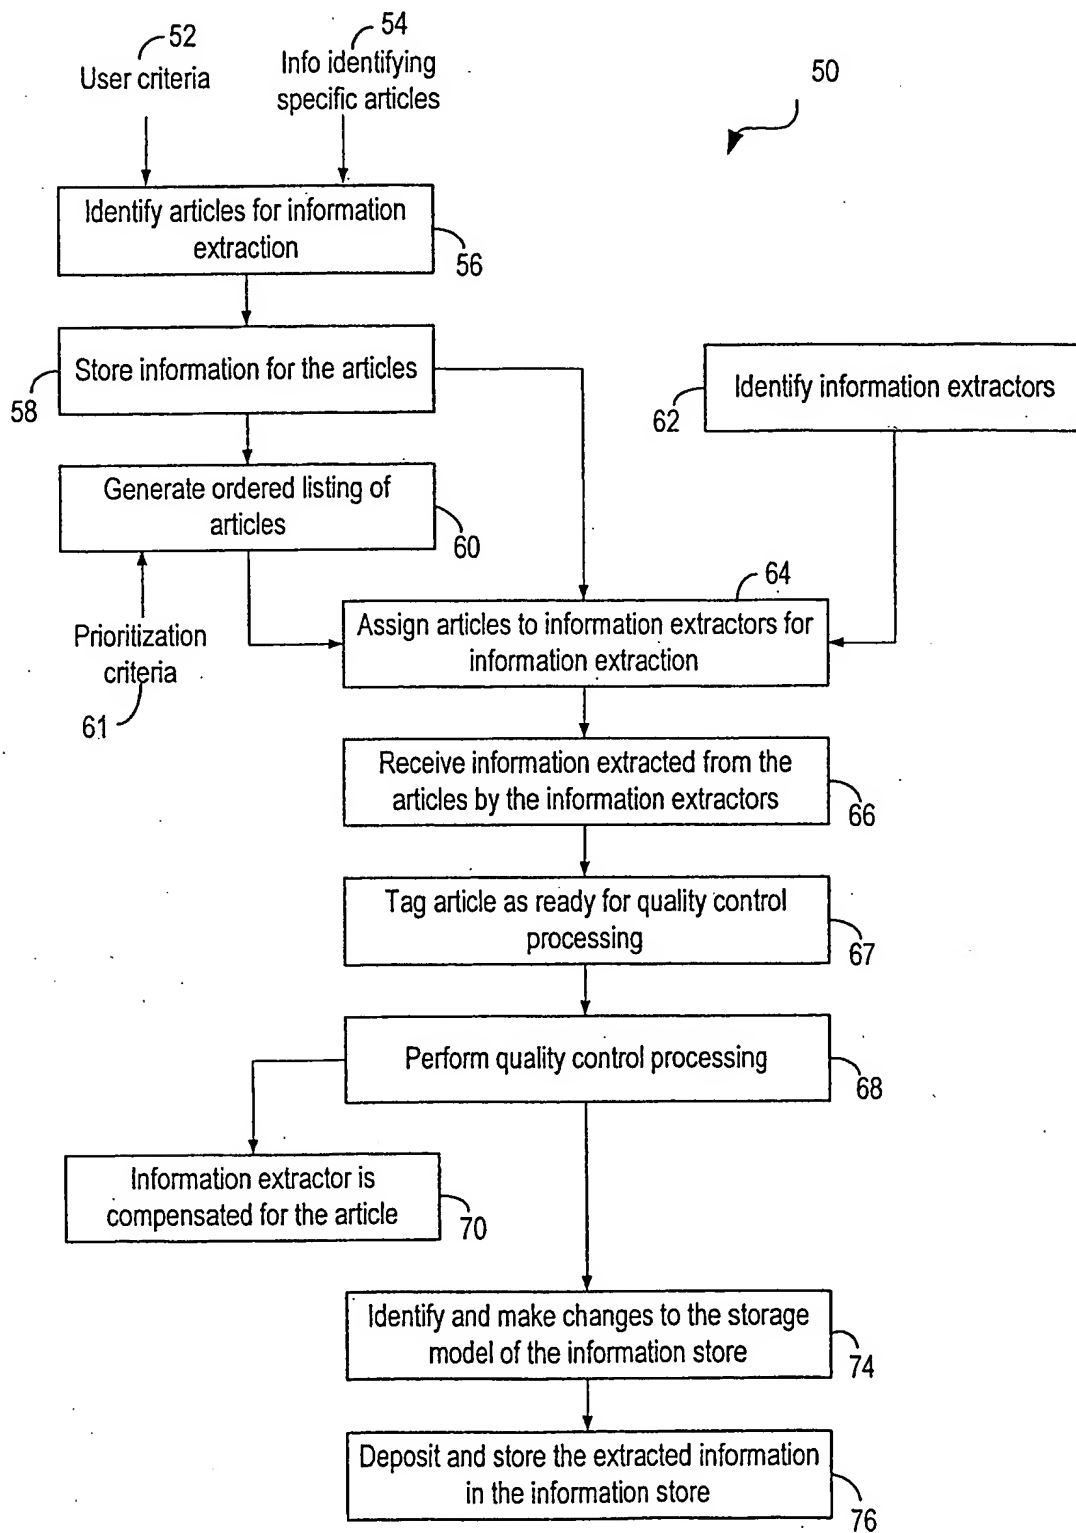 52
User criteria
54
Info identifying
specific articles
50
Identify articles for information
extraction
56
Store information for the articles
58
Identify information extractors
62
Generate ordered listing of
articles
60
Prioritization
criteria
61
64
Assign articles to information extractors for
information extraction
Receive information extracted from the
articles by the information extractors
66
Tag article as ready for quality control
processing
67
Perform quality control processing
68
Information extractor is
compensated for the article
70
Identify and make changes to the storage
model of the information store
74
Deposit and store the extracted information
in the information store
76